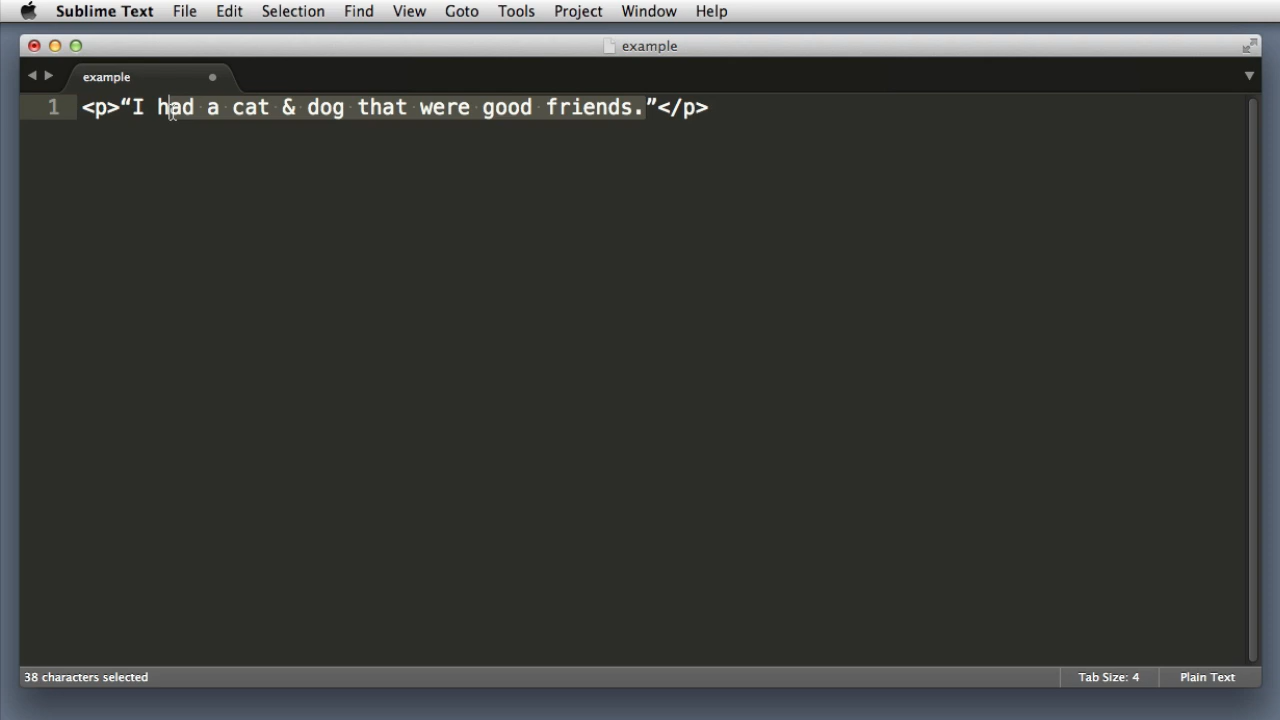 Sublime Text File Edit Selection Find View Goto Tools Project Window Help
example
example
1 <p>“I had a cat & dog that were good friends.”</p>
38 characters selected Tab Size: 4 Plain Text